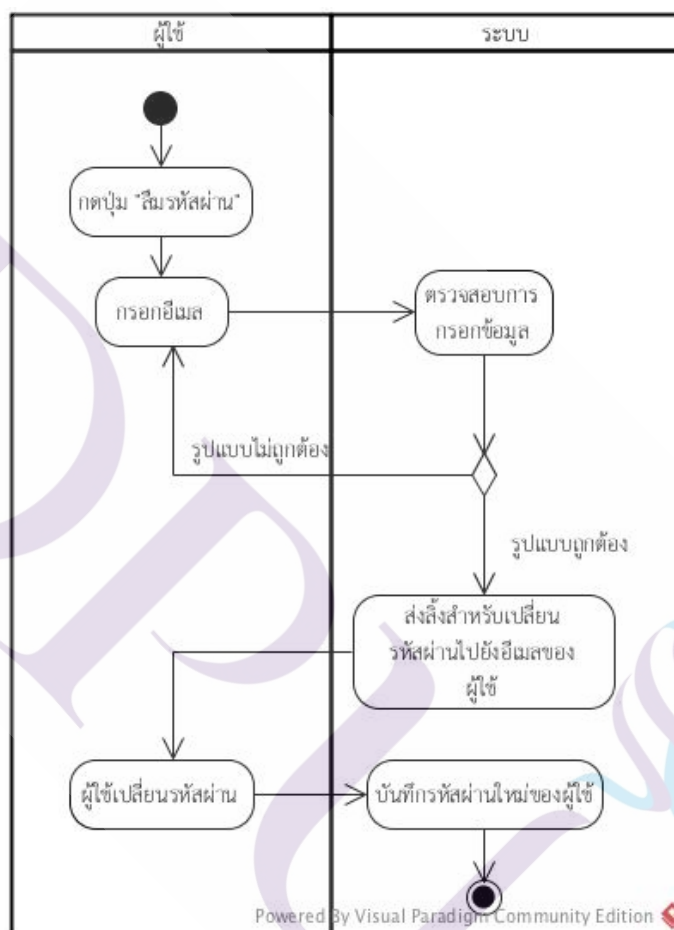 ผู้ใช้
ระบบ
กดปุ่ม "ลืมรหัสผ่าน"
กรอกอีเมล
ตรวจสอบการ
กรอกข้อมูล
รูปแบบไม่ถูกต้อง
รูปแบบถูกต้อง
ส่งลิ้งสำหรับเปลี่ยน
รหัสผ่านไปยังอีเมลของ
ผู้ใช้
ผู้ใช้เปลี่ยนรหัสผ่าน
บันทึกรหัสผ่านใหม่ของผู้ใช้
Powered By Visual Paradigm Community Edition